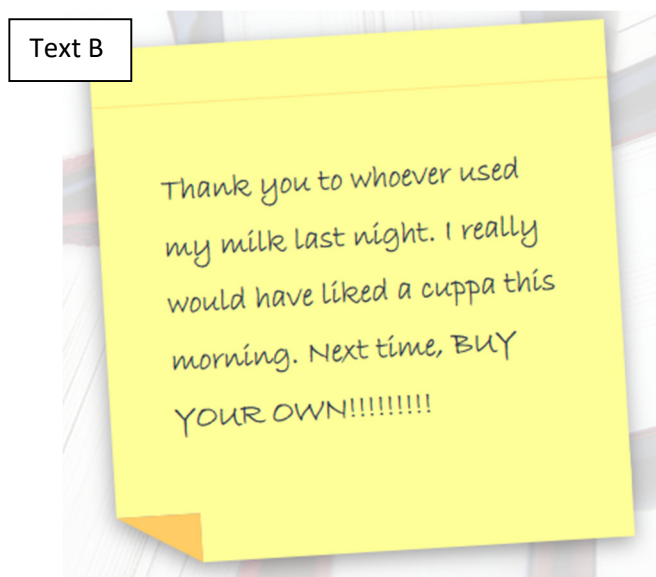 Text B
Thank you to whoever used
my milk last night. I really
would have liked a cuppa this
morning. Next time, BUY
YOUR OWN!!!!!!!!!